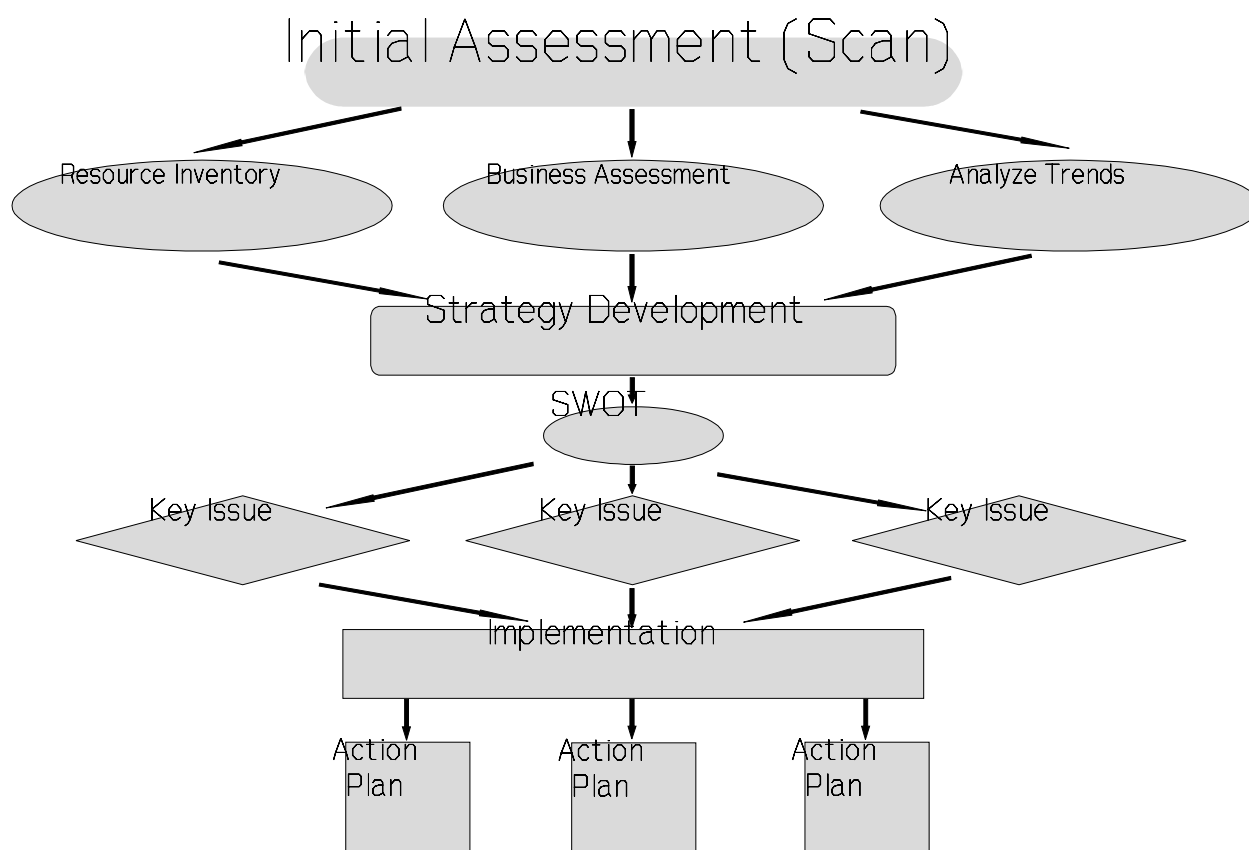 Initial Assessment (Scan)
Resource Inventory
Business Assessment
Analyze Trends
Strategy Development
SWOT
Key Issue
Key Issue
Key Issue
Implementation
Action
Plan
Action
Plan
Action
Plan